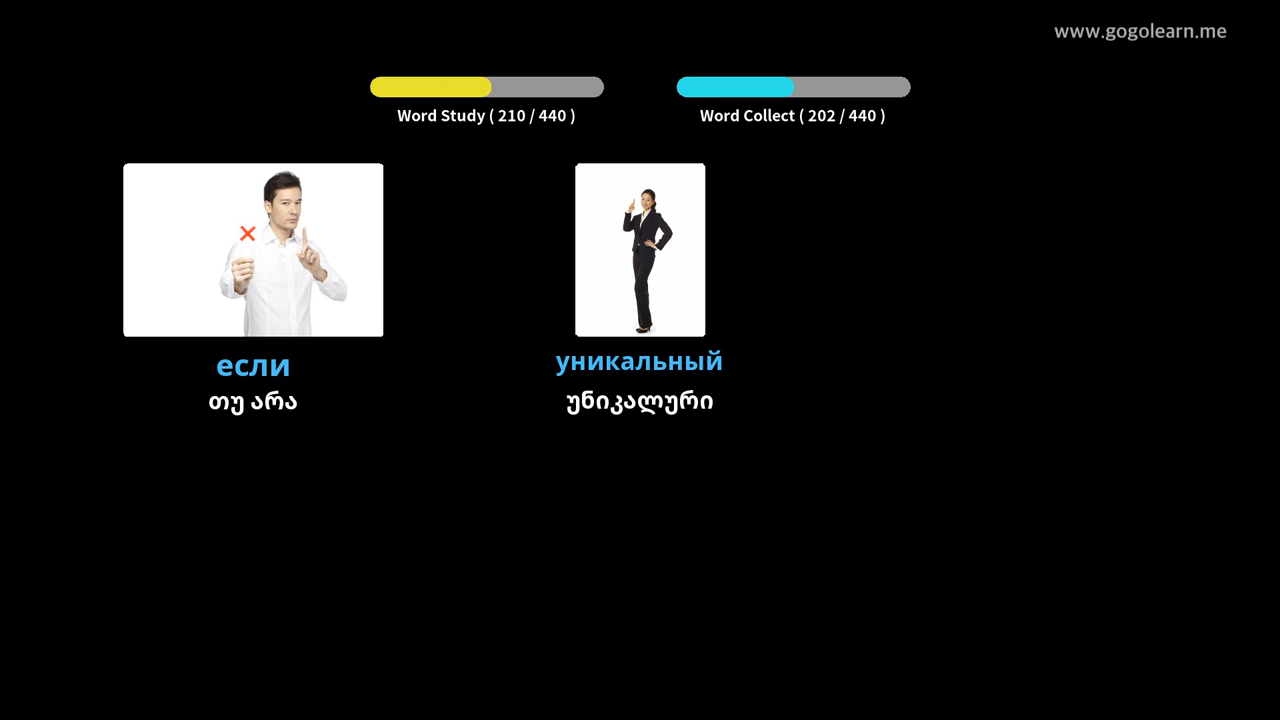 www.gogolearn.me
Word Study ( 210 / 440 )
Word Collect ( 202 / 440 )
если
уникальный
თუ არა
უნიკალური